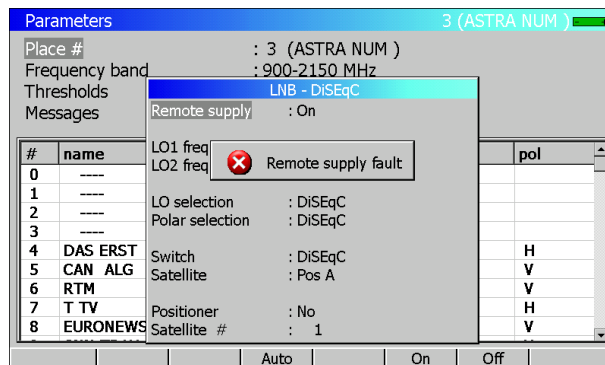 Parameters 3 (ASTRA NUM )
Place # : 3 (ASTRA NUM )
Frequency band : 900-2150 MHz
Thresholds
Messages
LNB - DiSEqC
Remote supply : On
LO1 freq
LO2 freq
Remote supply fault
LO selection : DiSEqC
Polar selection : DiSEqC
Switch : DiSEqC
Satellite : Pos A
Positioner : No
Satellite # : 1
# name pol
0 ----
1 ----
2 ----
3 ----
4 DAS ERST H
5 CAN ALG V
6 RTM V
7 T TV H
8 EURONEWS V
Auto On Off